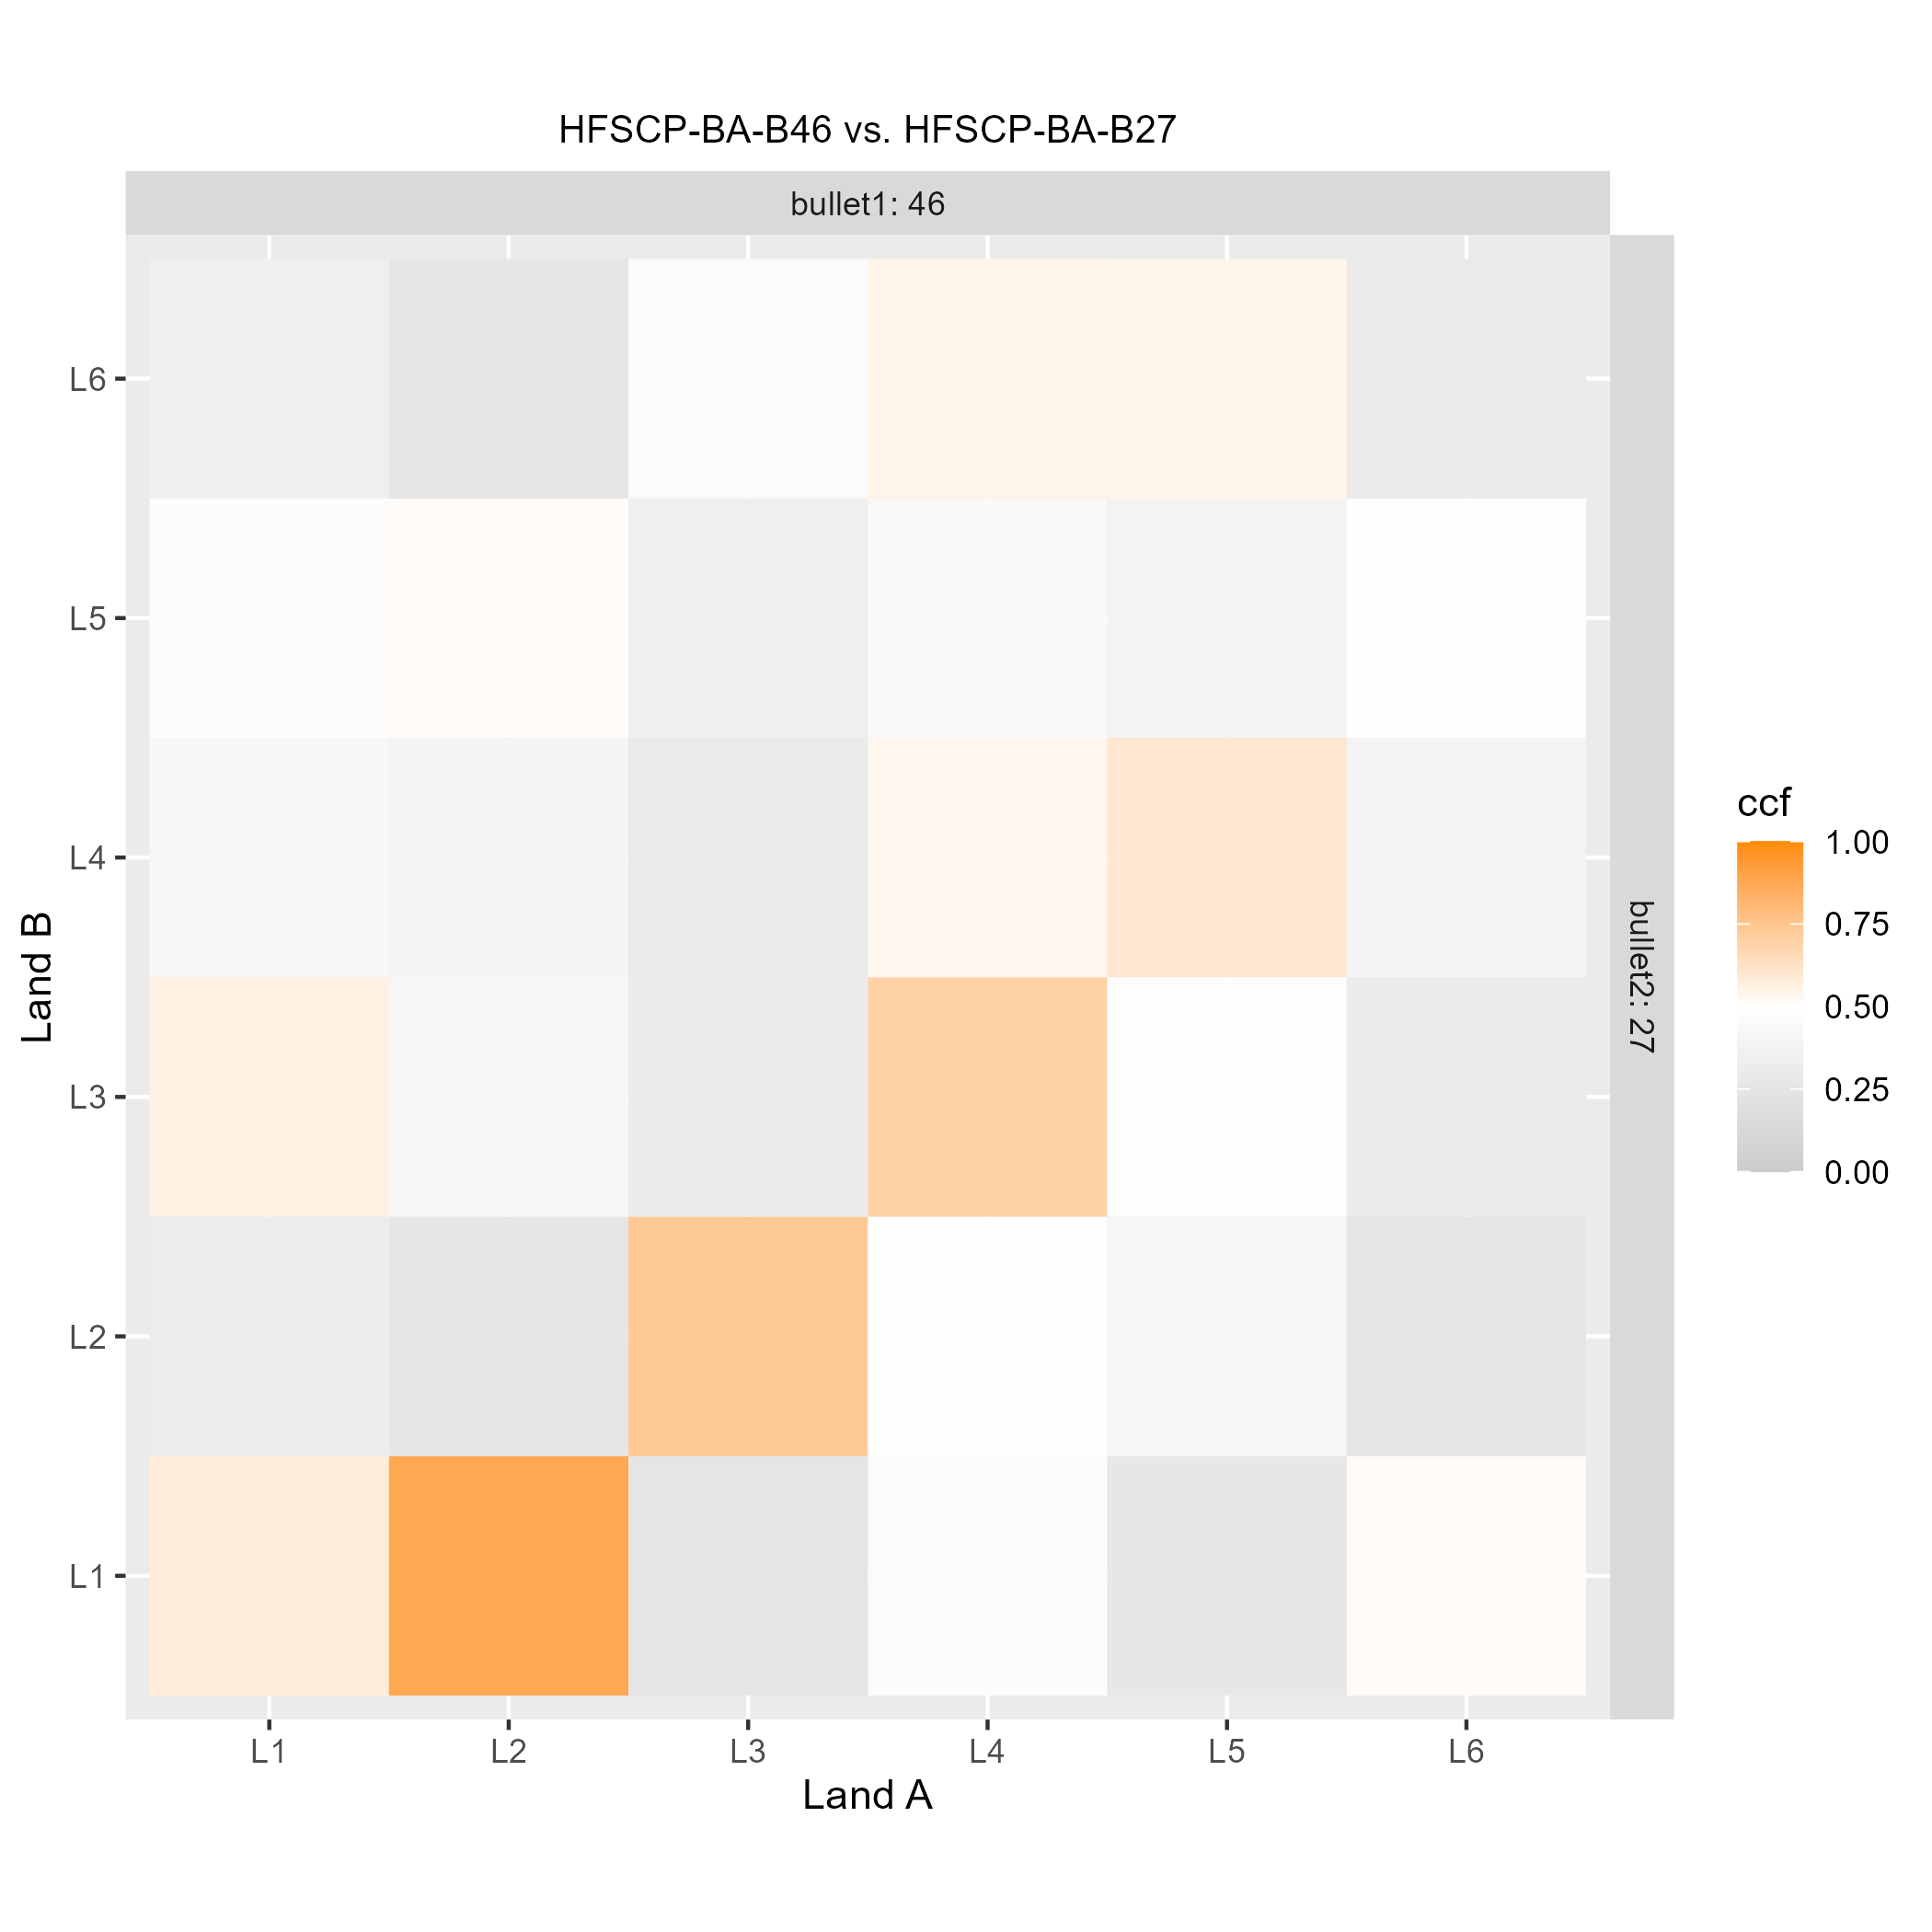 HFSCP-BA-B46 vs. HFSCP-BA-B27
bullet1: 46
L6
L5
L4
L3
L2
L1
Land B
L1 L2 L3 L4 L5 L6
Land A
bullet2: 27
ccf
1.00
0.75
0.50
0.25
0.00